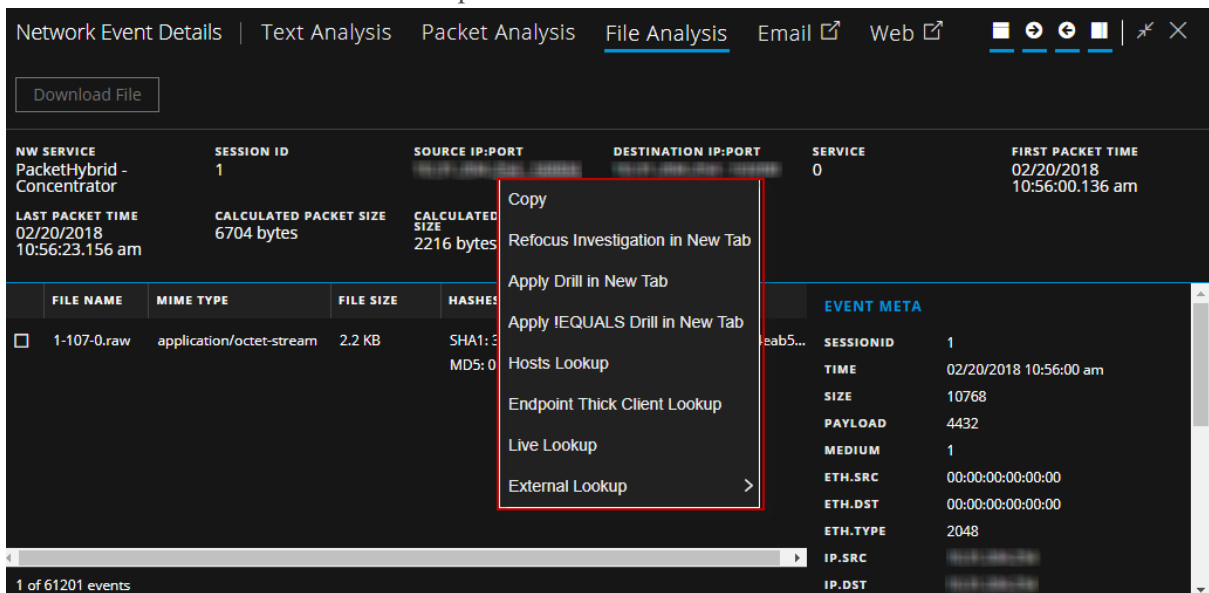 Network Event Details | Text Analysis Packet Analysis File Analysis Email Web
Download File
NW SERVICE SESSION ID SOURCE IP:PORT DESTINATION IP:PORT SERVICE FIRST PACKET TIME
PacketHybrid - 1 0 02/20/2018
Concentrator 10:56:00.136 am
LAST PACKET TIME CALCULATED PACKET SIZE CALCULATED
02/20/2018 6704 bytes SIZE
10:56:23.156 am 2216 bytes
Copy
Refocus Investigation in New Tab
Apply Drill in New Tab
Apply !EQUALS Drill in New Tab
Hosts Lookup
Endpoint Thick Client Lookup
Live Lookup
External Lookup
FILE NAME MIME TYPE FILE SIZE HASHES
1-107-0.raw application/octet-stream 2.2 KB SHA1: 3 eab5...
MD5: 0
EVENT META
SESSIONID 1
TIME 02/20/2018 10:56:00 am
SIZE 10768
PAYLOAD 4432
MEDIUM 1
ETH.SRC 00:00:00:00:00:00
ETH.DST 00:00:00:00:00:00
ETH.TYPE 2048
IP.SRC
IP.DST
1 of 61201 events